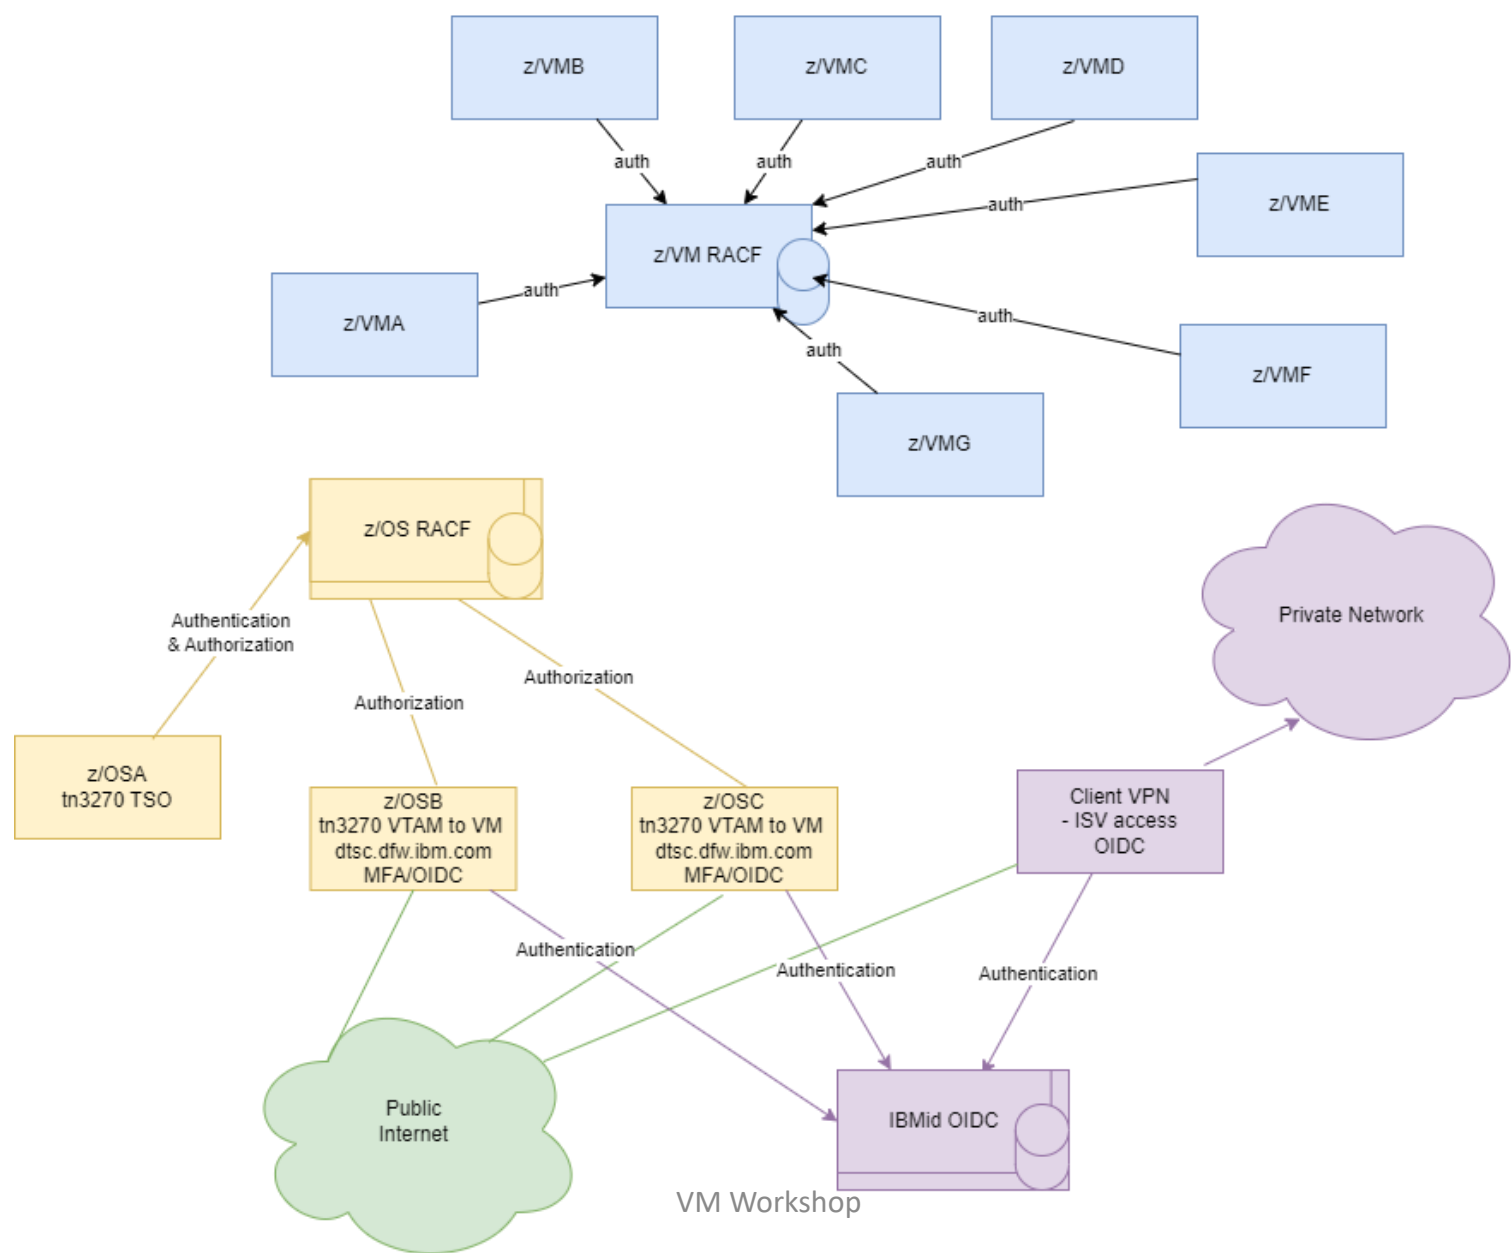 z/VMB
z/VMC
z/VMD
auth
auth
auth
z/VME
auth
z/VM RACF
auth
z/VMA
auth
z/VMF
auth
z/VMG
z/OS RACF
Authentication
& Authorization
Authorization
Authorization
Private Network
z/OSA
tn3270 TSO
z/OSB
tn3270 VTAM to VM
dtsc.dfw.ibm.com
MFA/OIDC
z/OSC
tn3270 VTAM to VM
dtsc.dfw.ibm.com
MFA/OIDC
Client VPN
- ISV access
OIDC
Authentication
Authentication
Authentication
Public
Internet
IBMid OIDC
VM Workshop